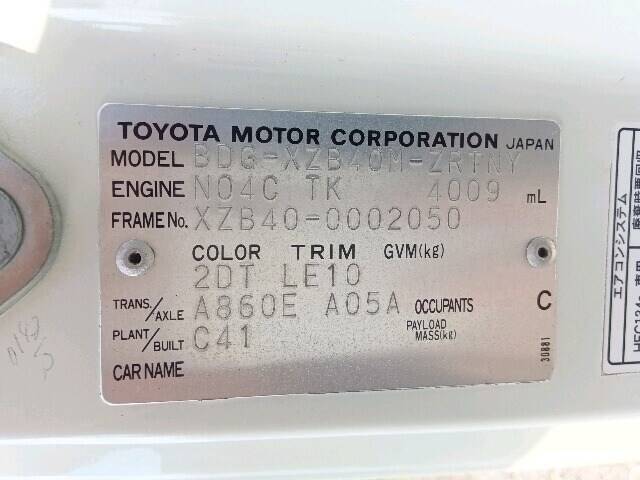 TOYOTA MOTOR CORPORATION JAPAN
MODEL BDG-XZB40M-ZRTNY
ENGINE N04C TK 4009 mL
FRAME No. XZB40-0002050
COLOR TRIM GVM(kg)
2DT LE10
TRANS./AXLE A860E A05A OCCUPANTS C
PLANT/BUILT C41 PAYLOAD MASS(kg)
CAR NAME
30881
エアコンシステム